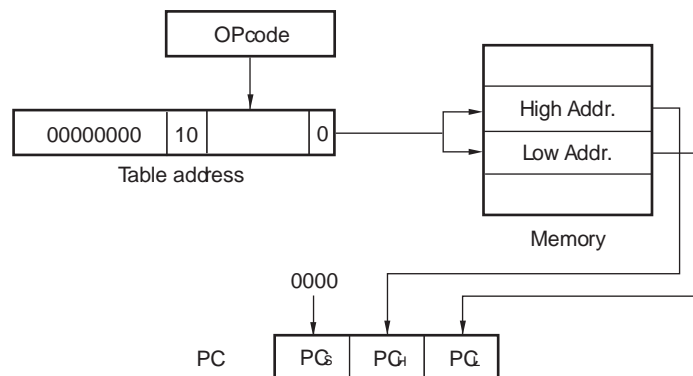 OPcode
00000000 10 0
Table address
High Addr.
Low Addr.
Memory
0000
PC PCS PCH PCL